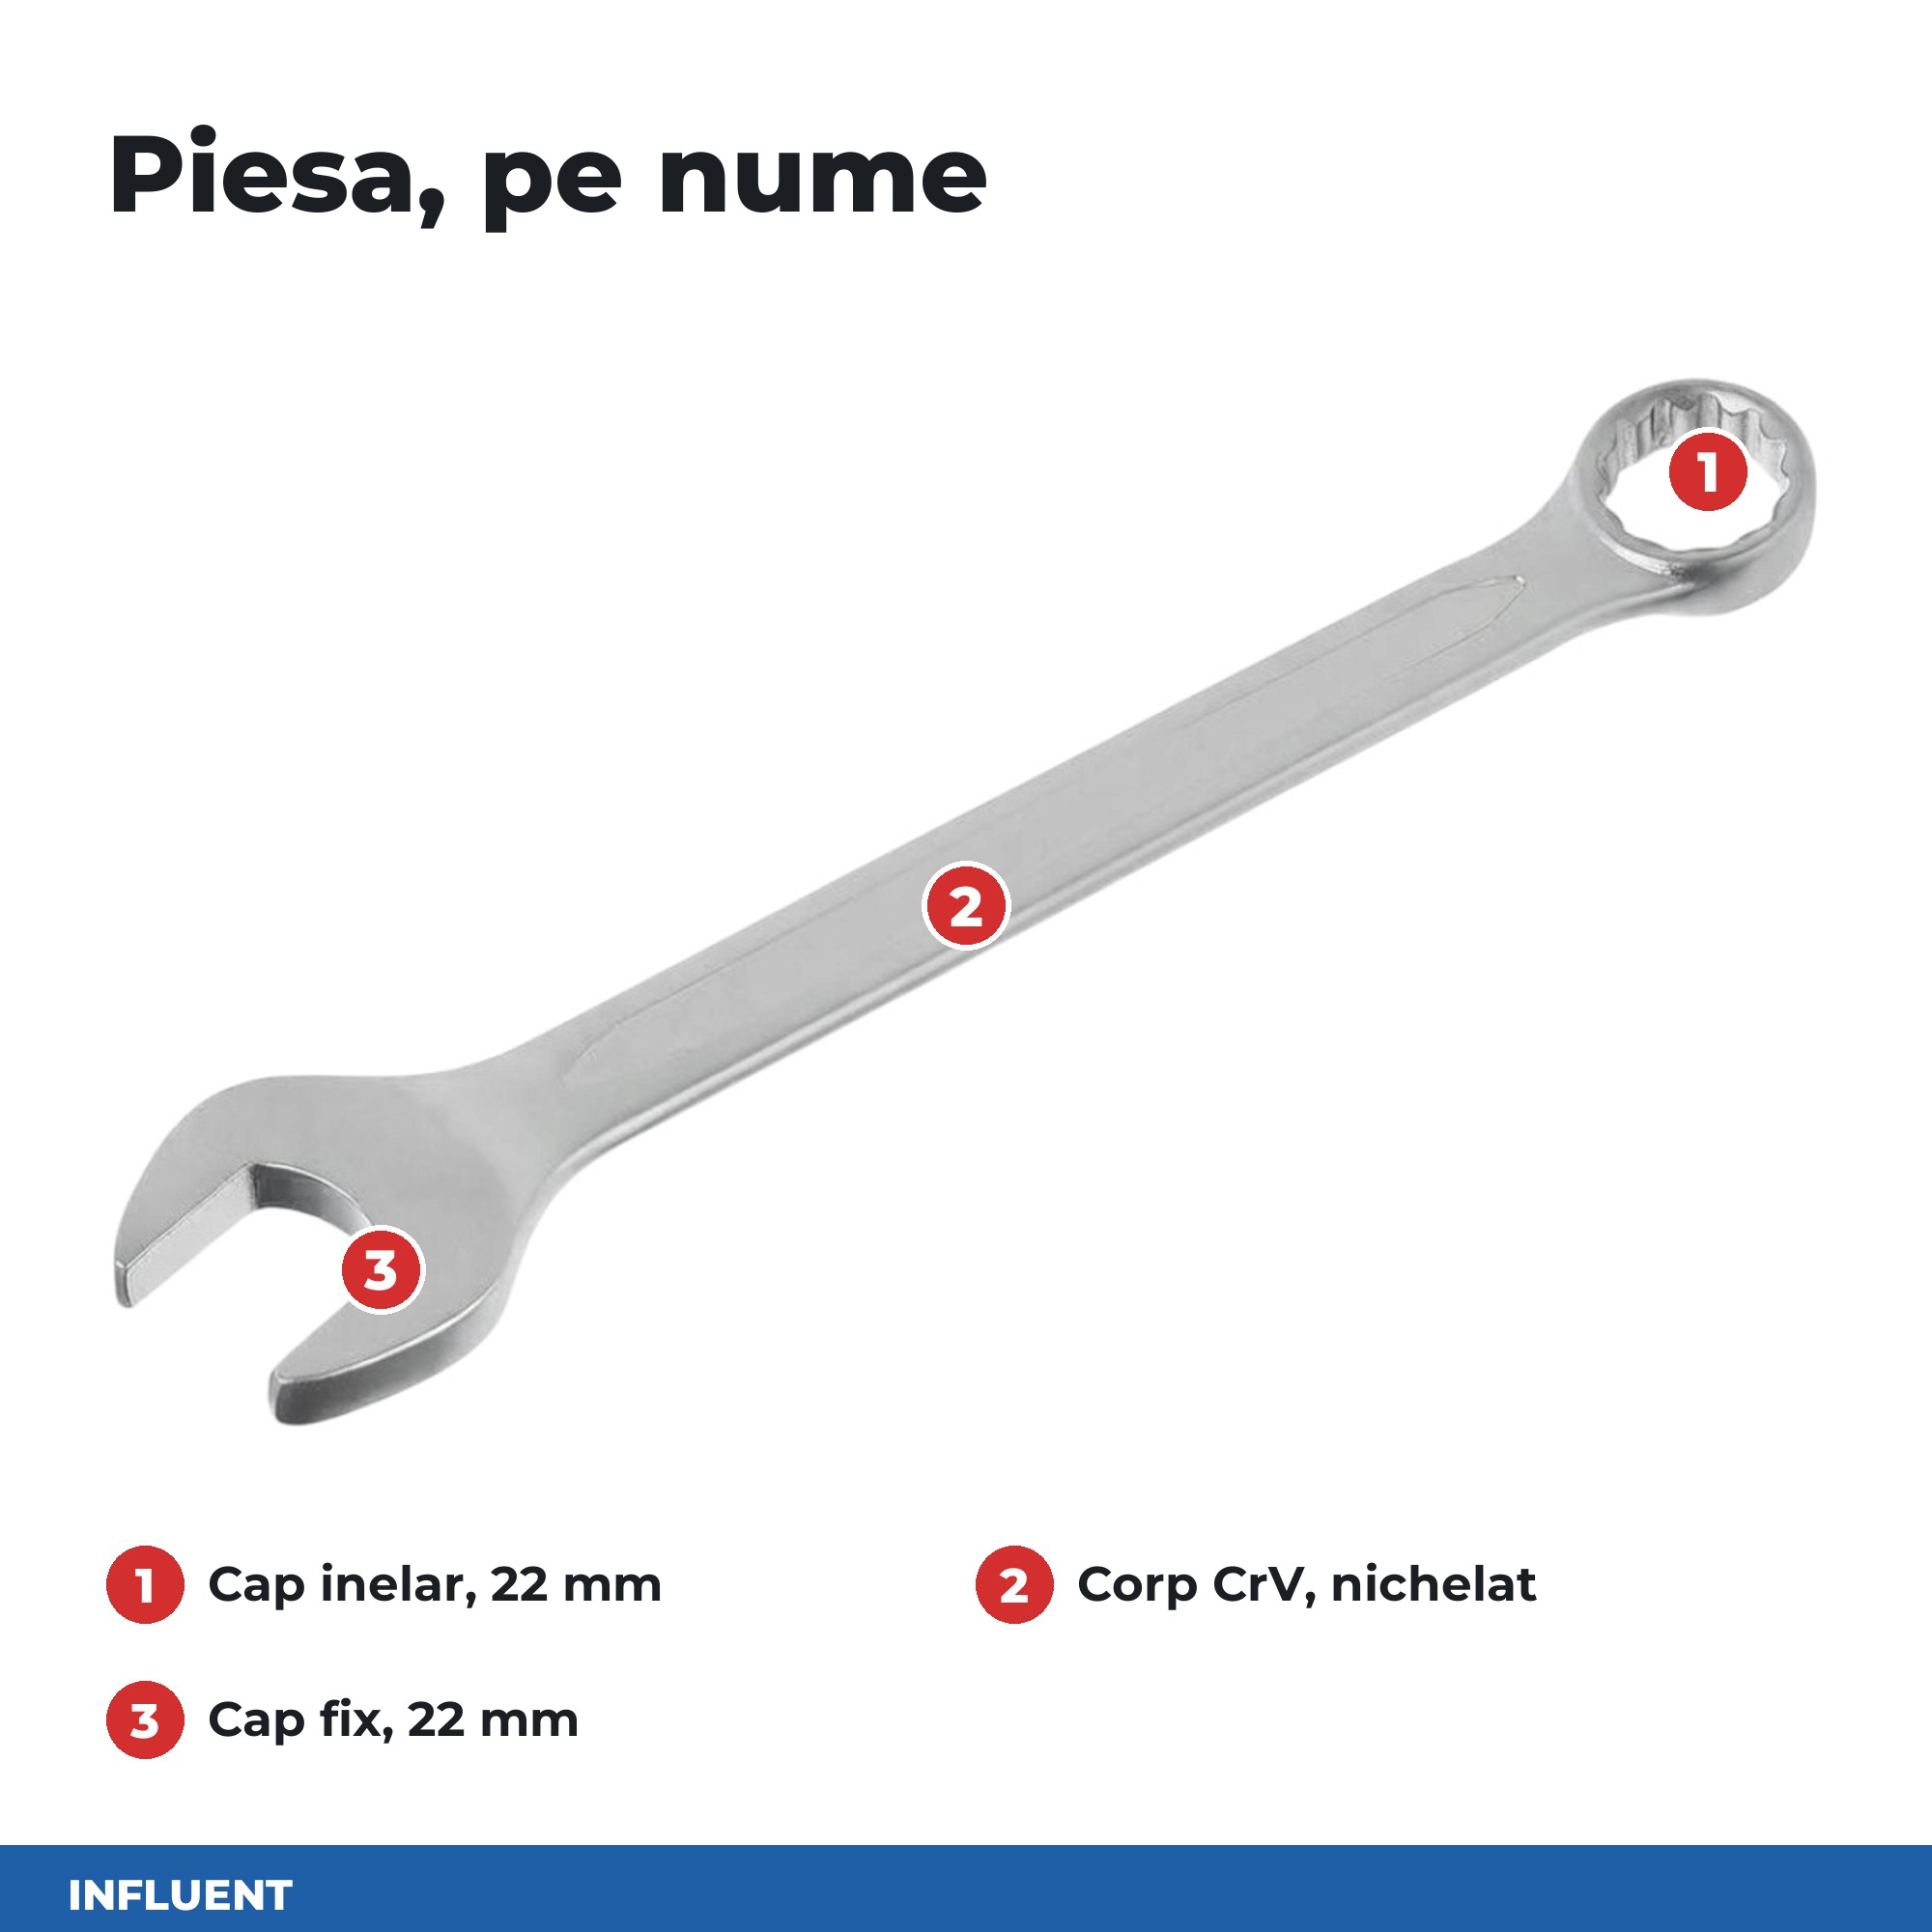 Piesa, pe nume
1
2
3
1 Cap inelar, 22 mm
2 Corp CrV, nichelat
3 Cap fix, 22 mm
INFLUENT